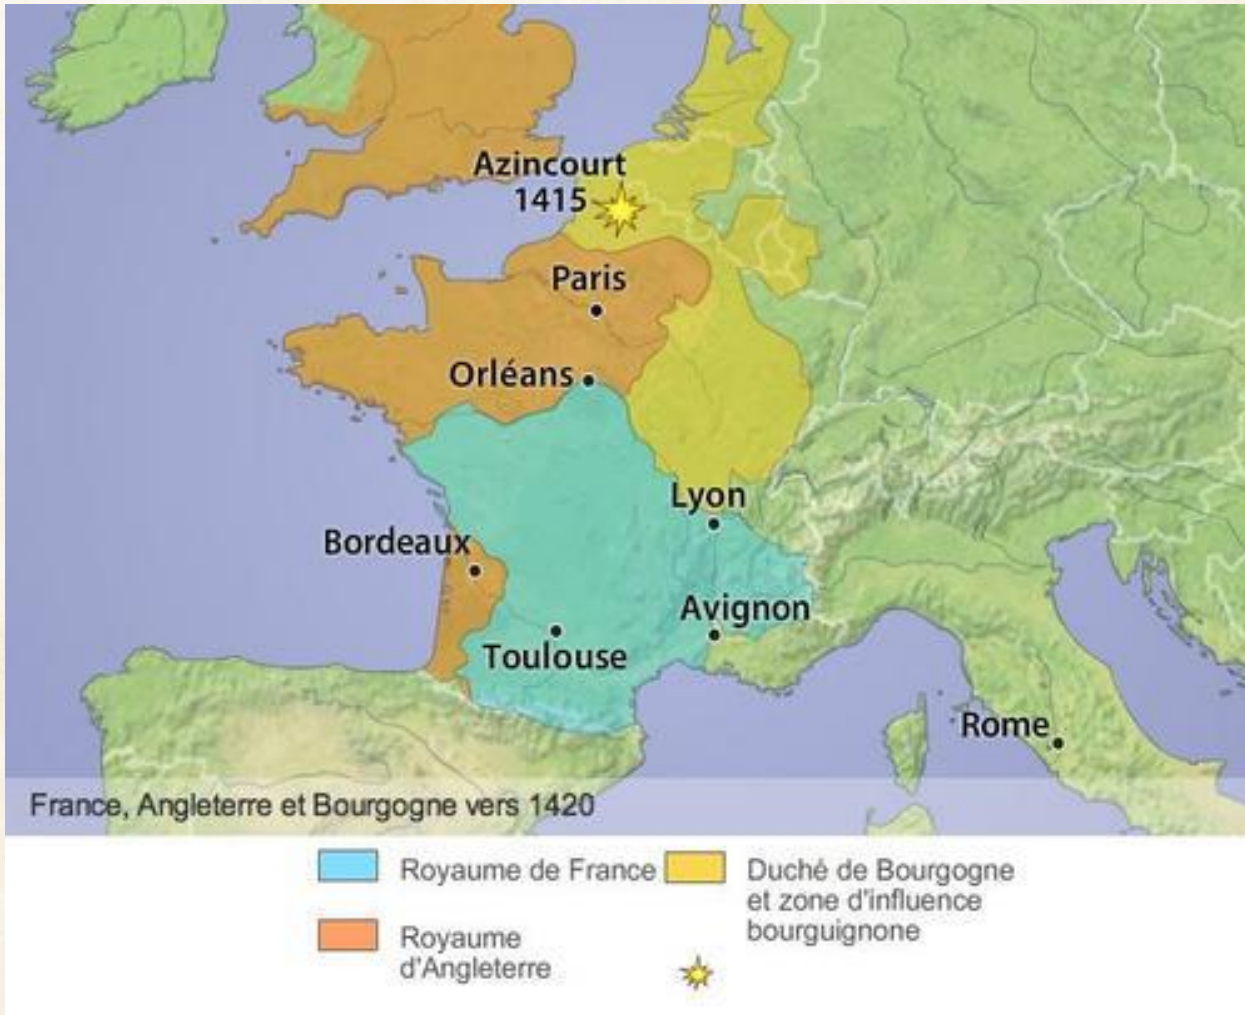 Azincourt
1415
Paris
Orléans
Lyon
Bordeaux
Avignon
Toulouse
Rome
France, Angleterre et Bourgogne vers 1420
Royaume de France
Royaume
d'Angleterre
Duché de Bourgogne
et zone d'influence
bourguignone